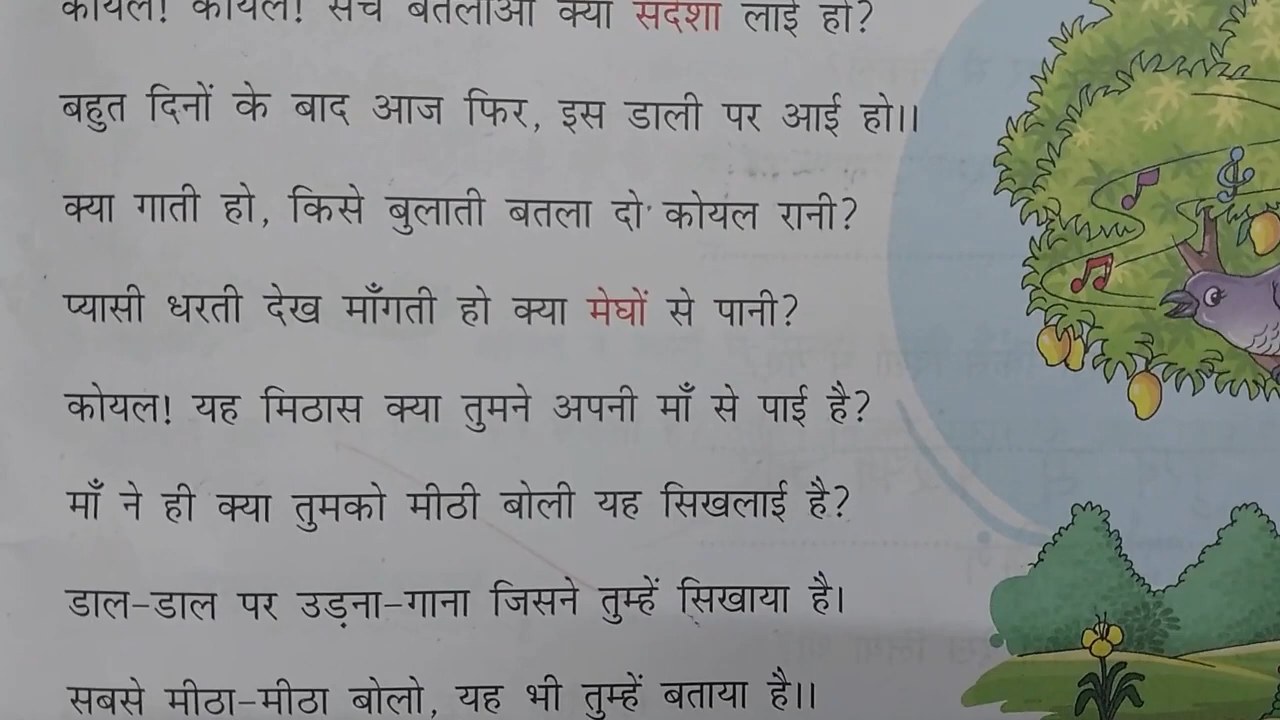 कोयल! कोयल! सच बतलाओ क्या संदेशा लाई हो?
बहुत दिनों के बाद आज फिर, इस डाली पर आई हो।।
क्या गाती हो, किसे बुलाती बतला दो कोयल रानी?
प्यासी धरती देख माँगती हो क्या मेघों से पानी?
कोयल! यह मिठास क्या तुमने अपनी माँ से पाई है?
माँ ने ही क्या तुमको मीठी बोली यह सिखलाई है?
डाल-डाल पर उड़ना-गाना जिसने तुम्हें सिखाया है।
सबसे मीठा-मीठा बोलो, यह भी तुम्हें बताया है।।